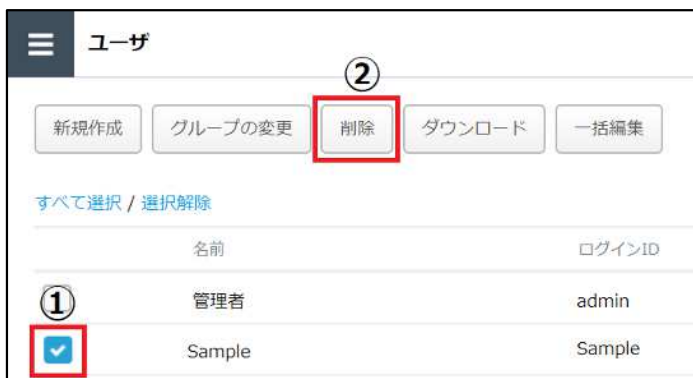 ユーザ
②
新規作成 グループの変更 削除 ダウンロード 一括編集
すべて選択 / 選択解除
名前 ログインID
① 管理者 admin
Sample Sample